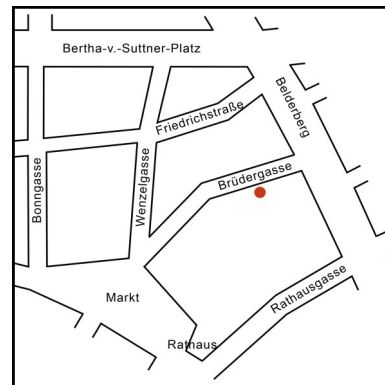 Bertha-v.-Suttner-Platz
Friedrichstraße
Belderberg
Bonngasse
Wenzelgasse
Brüdergasse
Markt
Rathausgasse
Rathaus